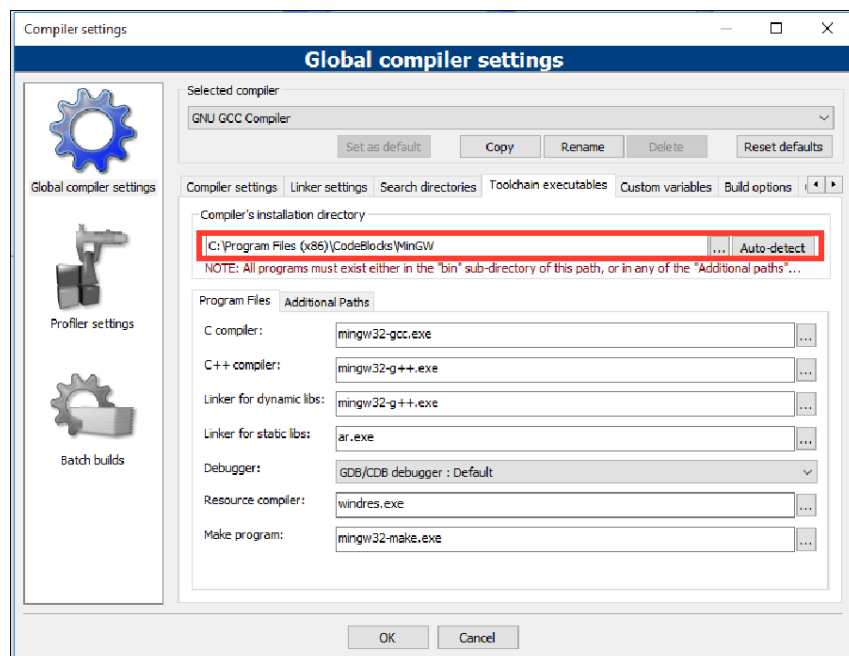 Compiler settings
Global compiler settings
Selected compiler
GNU GCC Compiler
Set as default Copy Rename Delete Reset defaults
Global compiler settings
Compiler settings Linker settings Search directories Toolchain executables Custom variables Build options
Compiler's installation directory
C:\Program Files (x86)\CodeBlocks\MinGW ... Auto-detect
NOTE: All programs must exist either in the "bin" sub-directory of this path, or in any of the "Additional paths"...
Program Files Additional Paths
Profiler settings
C compiler: mingw32-gcc.exe ...
C++ compiler: mingw32-g++.exe ...
Linker for dynamic libs: mingw32-g++.exe ...
Linker for static libs: ar.exe ...
Batch builds
Debugger: GDB/CDB debugger : Default
Resource compiler: windres.exe ...
Make program: mingw32-make.exe ...
OK Cancel